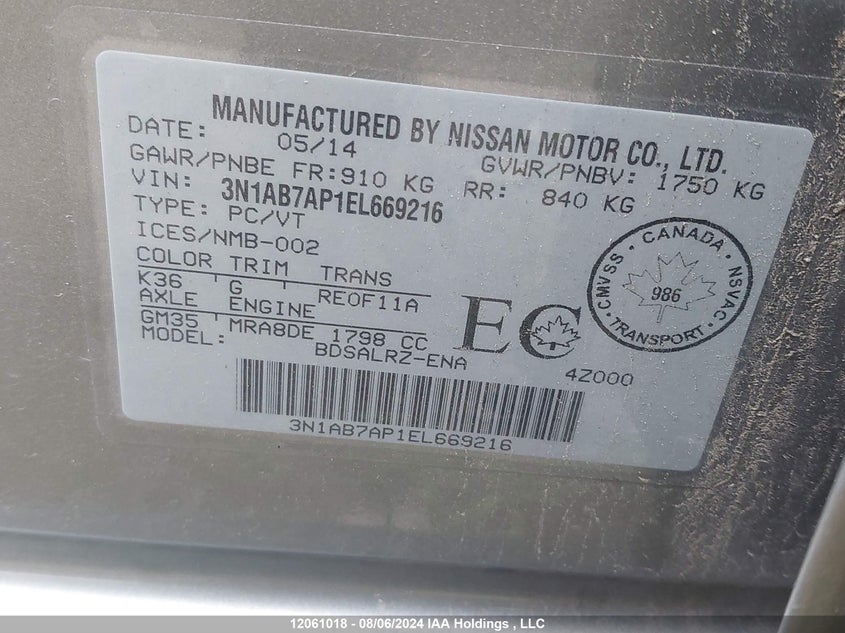 MANUFACTURED BY NISSAN MOTOR CO., LTD.
DATE: 05/14 GVWR/PNBV: 1750 KG
GAWR/PNBE FR:910 KG RR: 840 KG
VIN: 3N1AB7AP1EL669216
TYPE: PC/VT
ICES/NMB-002
COLOR TRIM TRANS
K36 G RE0F11A
AXLE ENGINE
GM35 MRA8DE 1798 CC
MODEL: BDSALRZ-ENA
EC
4Z000
CANADA
CMVSS NSVAC
986
TRANSPORT
3N1AB7AP1EL669216
12061018 - 08/06/2024 IAA Holdings , LLC